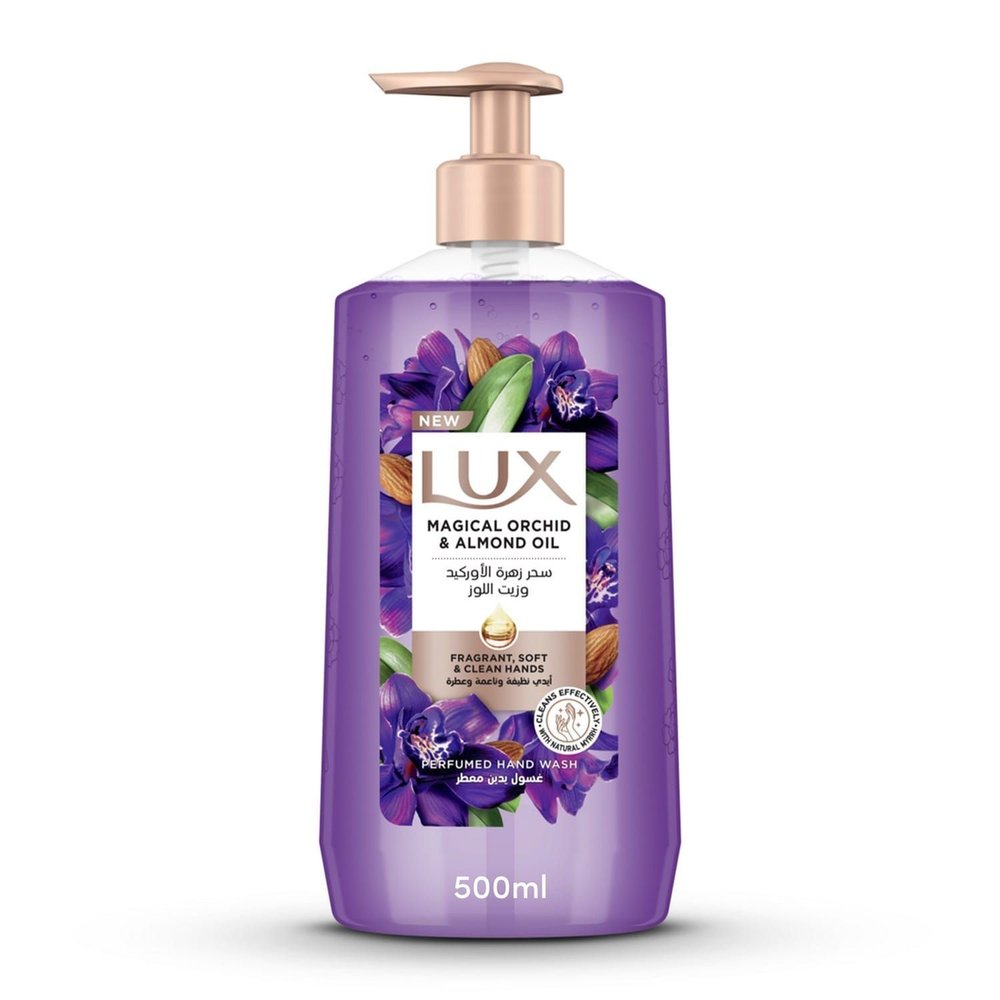 NEW
LUX
MAGICAL ORCHID
& ALMOND OIL
سحر زهرة الأوركيد
وزيت اللوز
FRAGRANT, SOFT
& CLEAN HANDS
أيدي نظيفة وناعمة وعطرة
CLEANS EFFECTIVELY
WITH NATURAL MYRRH
PERFUMED HAND WASH
غسول يدين معطر
500ml